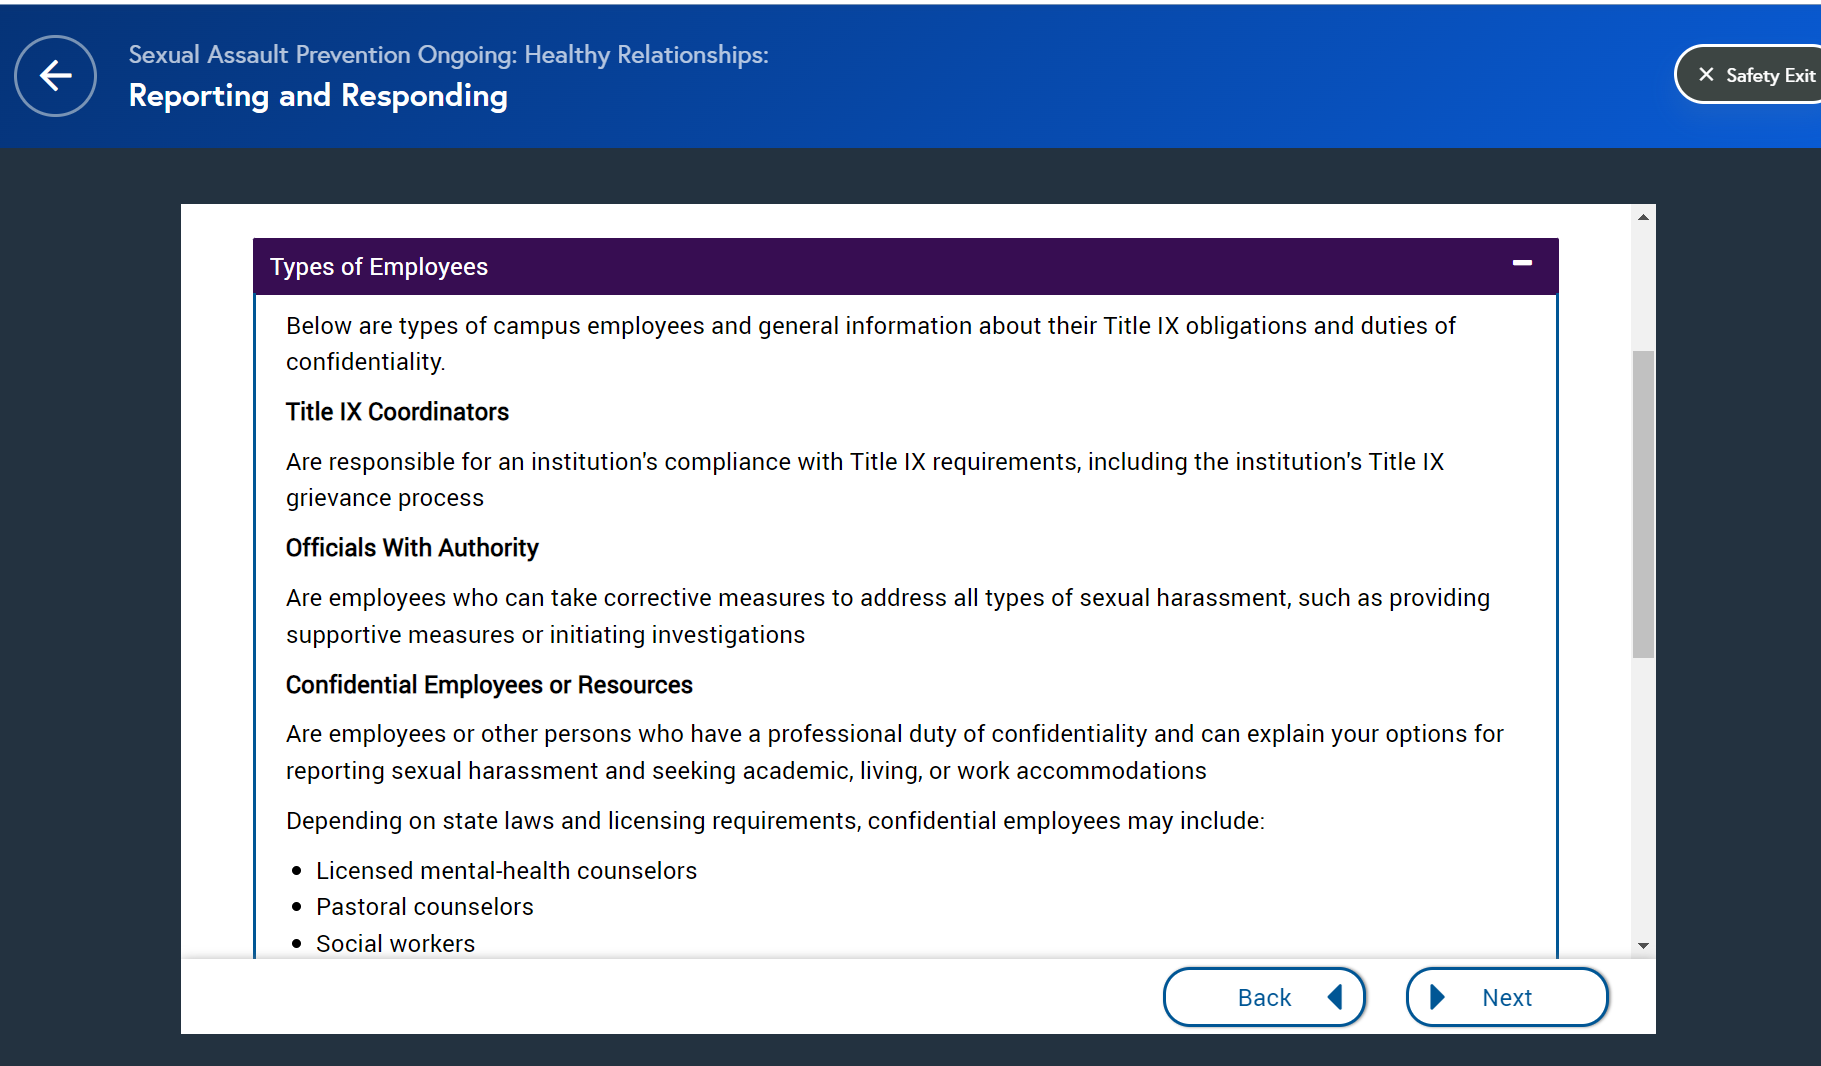 Sexual Assault Prevention Ongoing: Healthy Relationships:
Reporting and Responding
Safety Exit
Types of Employees
Below are types of campus employees and general information about their Title IX obligations and duties of
confidentiality.
Title IX Coordinators
Are responsible for an institution's compliance with Title IX requirements, including the institution's Title IX
grievance process
Officials With Authority
Are employees who can take corrective measures to address all types of sexual harassment, such as providing
supportive measures or initiating investigations
Confidential Employees or Resources
Are employees or other persons who have a professional duty of confidentiality and can explain your options for
reporting sexual harassment and seeking academic, living, or work accommodations
Depending on state laws and licensing requirements, confidential employees may include:
• Licensed mental-health counselors
• Pastoral counselors
• Social workers
Back
Next